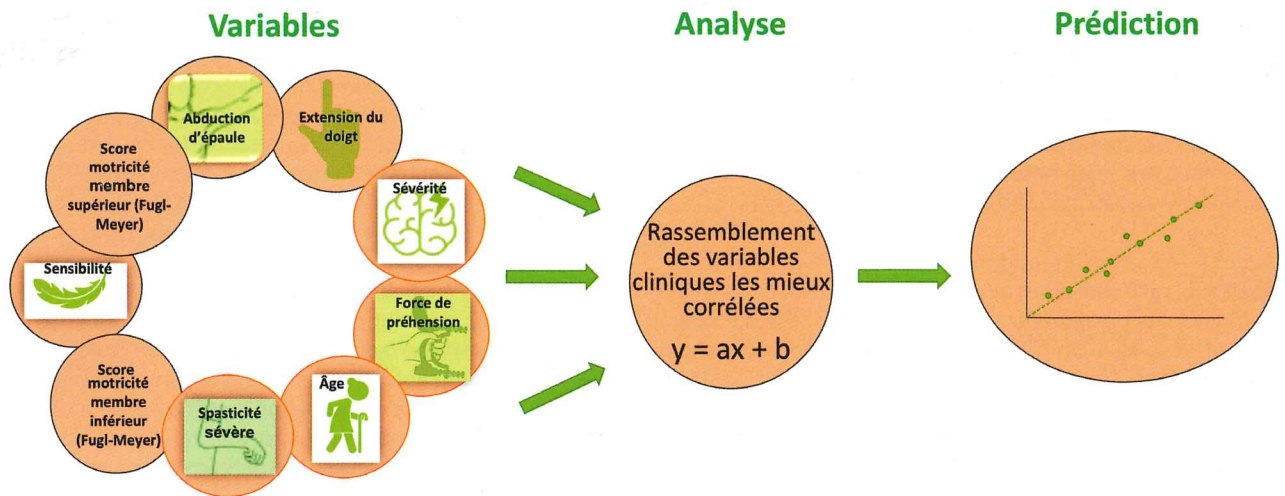 Variables
Analyse
Prédiction
Abduction
d'épaule
Extension du
doigt
Score
motricité
membre
supérieur (Fugl-
Meyer)
Sévérité
Sensibilité
Force de
préhension
Score
motricité
membre
inférieur
(Fugl-Meyer)
Spasticité
sévère
Âge
Rassemblement
des variables
cliniques les mieux
corrélées
y = ax + b